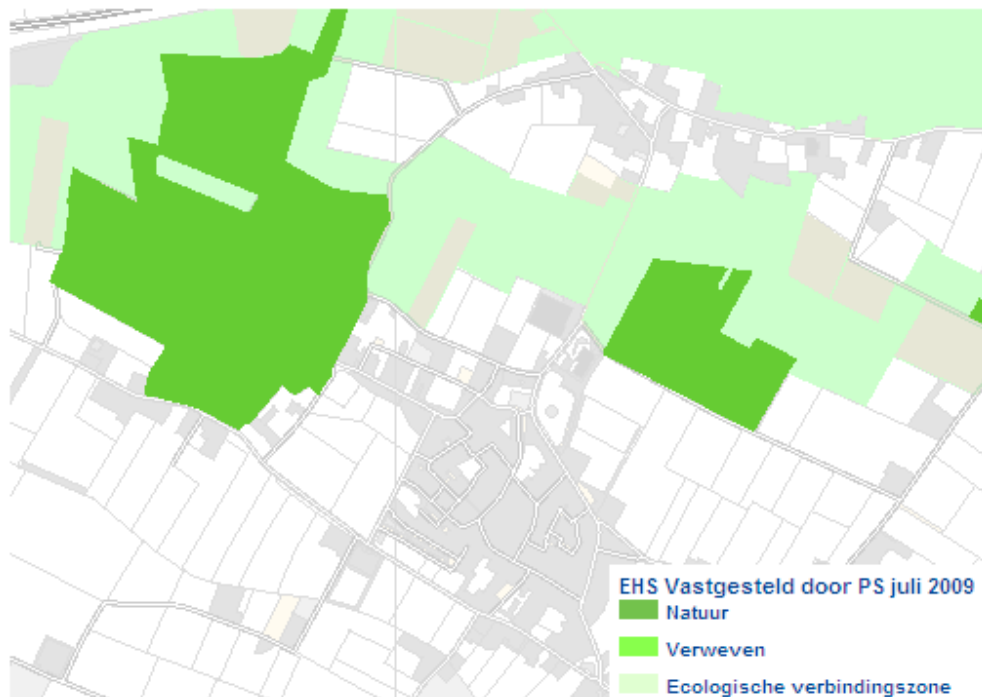 EHS Vastgesteld door PS juli 2009
Natuur
Verweven
Ecologische verbindingszone